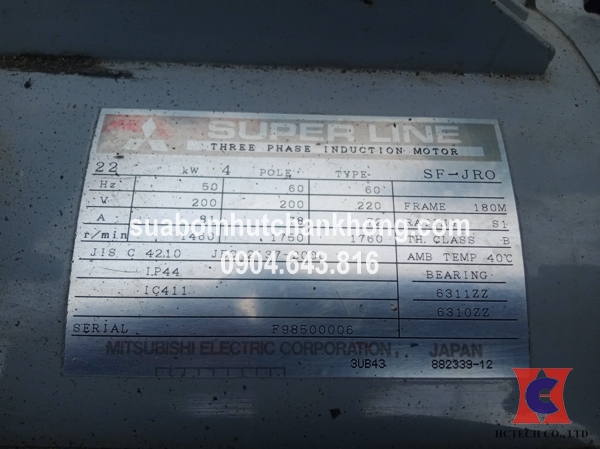 SUPER LINE
THREE PHASE INDUCTION MOTOR
22 kW 4 POLE TYPE SF-JRO
Hz 50 60 60 FRAME 180M
V 200 200 220 S1
A
r/min 1460 1750 1760 TH. CLASS B
suabomhutchankhong.com
JIS C 4210 AMB TEMP 40℃
0904.643.816
IP44 BEARING
IC411 6311ZZ
6310ZZ
SERIAL F98500006
MITSUBISHI ELECTRIC CORPORATION, JAPAN
3UB43 882339-12
HCTECH CO., LTD